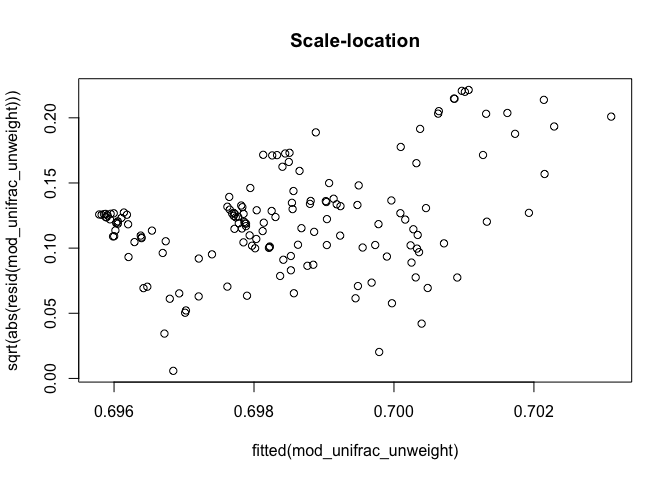 Scale-location
sqrt(abs(resid(mod_unifrac_unweight)))
0.20
0.15
0.10
0.05
0.00
0.696 0.698 0.700 0.702
fitted(mod_unifrac_unweight)